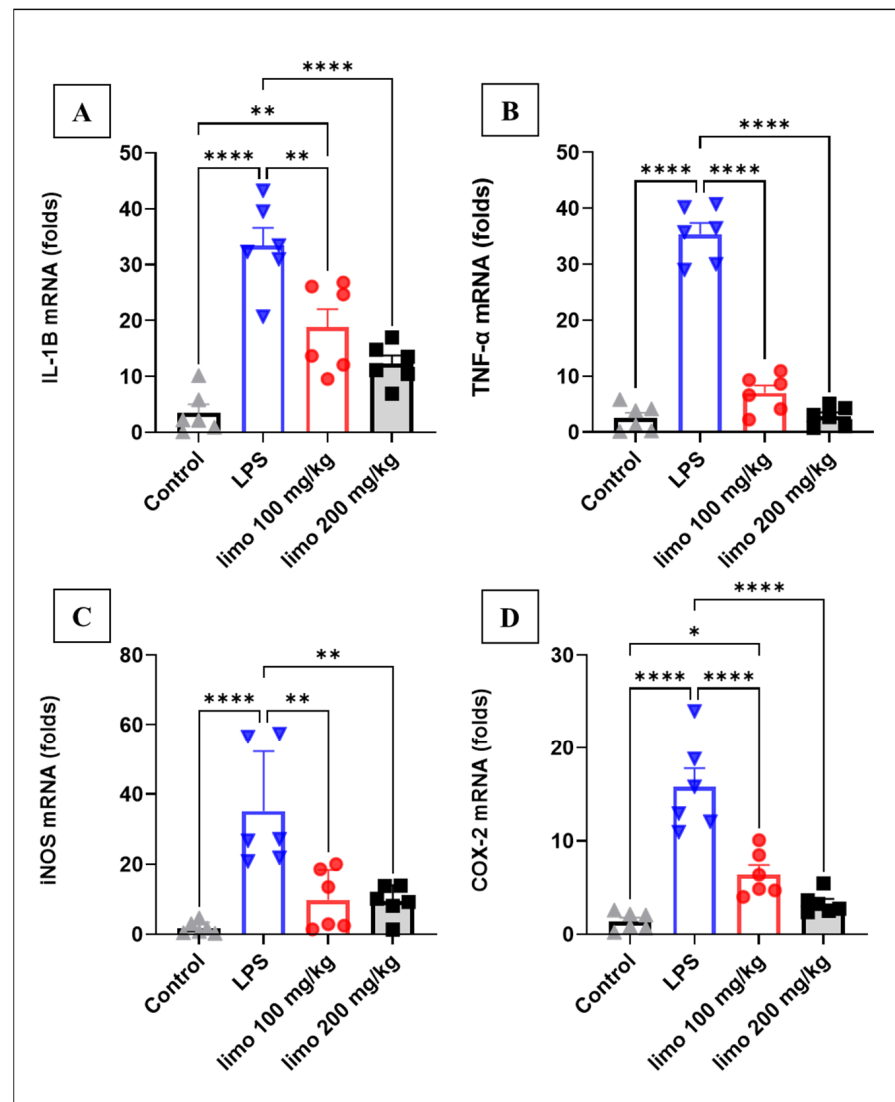 A
****
**
****
**
IL-1B mRNA (folds)
50
40
30
20
10
0
Control
LPS
limo 100 mg/kg
limo 200 mg/kg
B
****
****
****
TNF-α mRNA (folds)
50
40
30
20
10
0
Control
LPS
limo 100 mg/kg
limo 200 mg/kg
C
**
****
**
iNOS mRNA (folds)
80
60
40
20
0
Control
LPS
limo 100 mg/kg
limo 200 mg/kg
D
****
*
****
****
COX-2 mRNA (folds)
30
20
10
0
Control
LPS
limo 100 mg/kg
limo 200 mg/kg